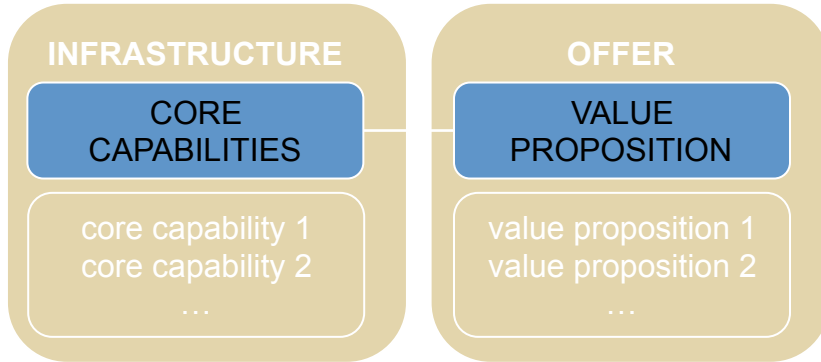 INFRASTRUCTURE
CORE
CAPABILITIES
core capability 1
core capability 2
…
OFFER
VALUE
PROPOSITION
value proposition 1
value proposition 2
…